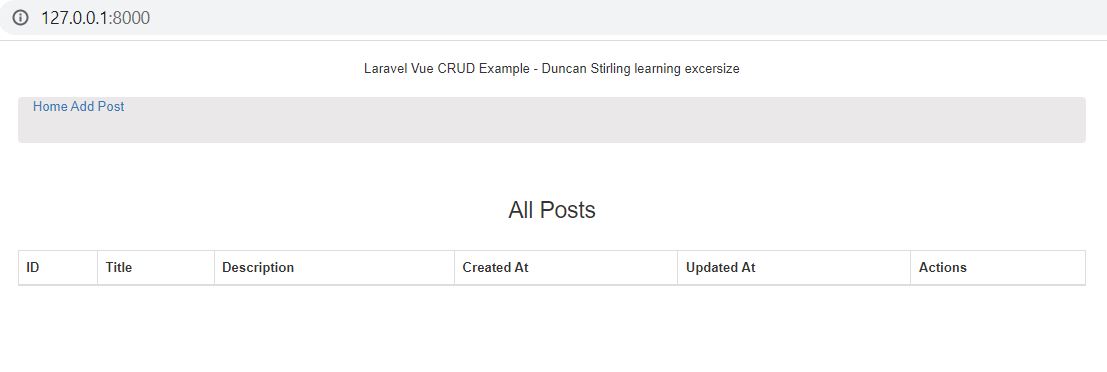 127.0.0.1:8000
Laravel Vue CRUD Example - Duncan Stirling learning excersize
Home Add Post
All Posts
ID Title Description Created At Updated At Actions